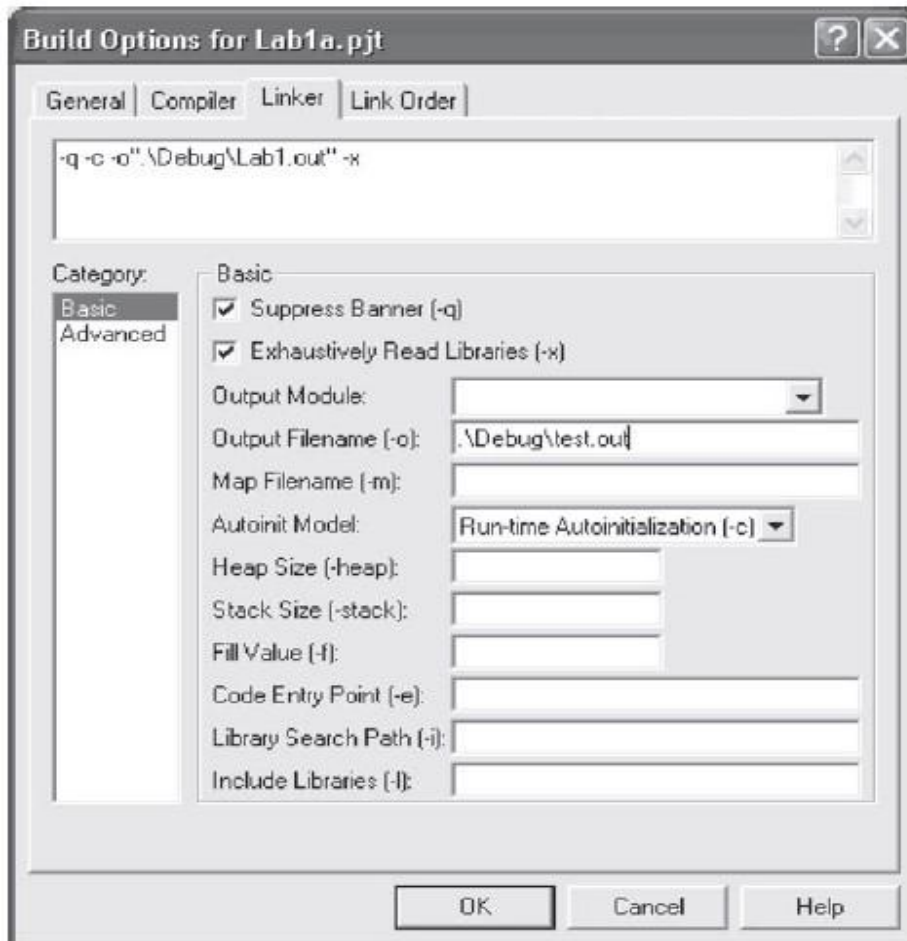 Build Options for Lab1a.pjt
General Compiler Linker Link Order
-q -c -o".\Debug\Lab1.out" -x
Category:
Basic
Advanced
Basic
Suppress Banner (-q)
Exhaustively Read Libraries (-x)
Output Module:
Output Filename (-o): .\Debug\test.out
Map Filename (-m):
Autoinit Model: Run-time Autoinitialization (-c)
Heap Size (-heap):
Stack Size (-stack):
Fill Value (-f):
Code Entry Point (-e):
Library Search Path (-i):
Include Libraries (-l):
OK Cancel Help